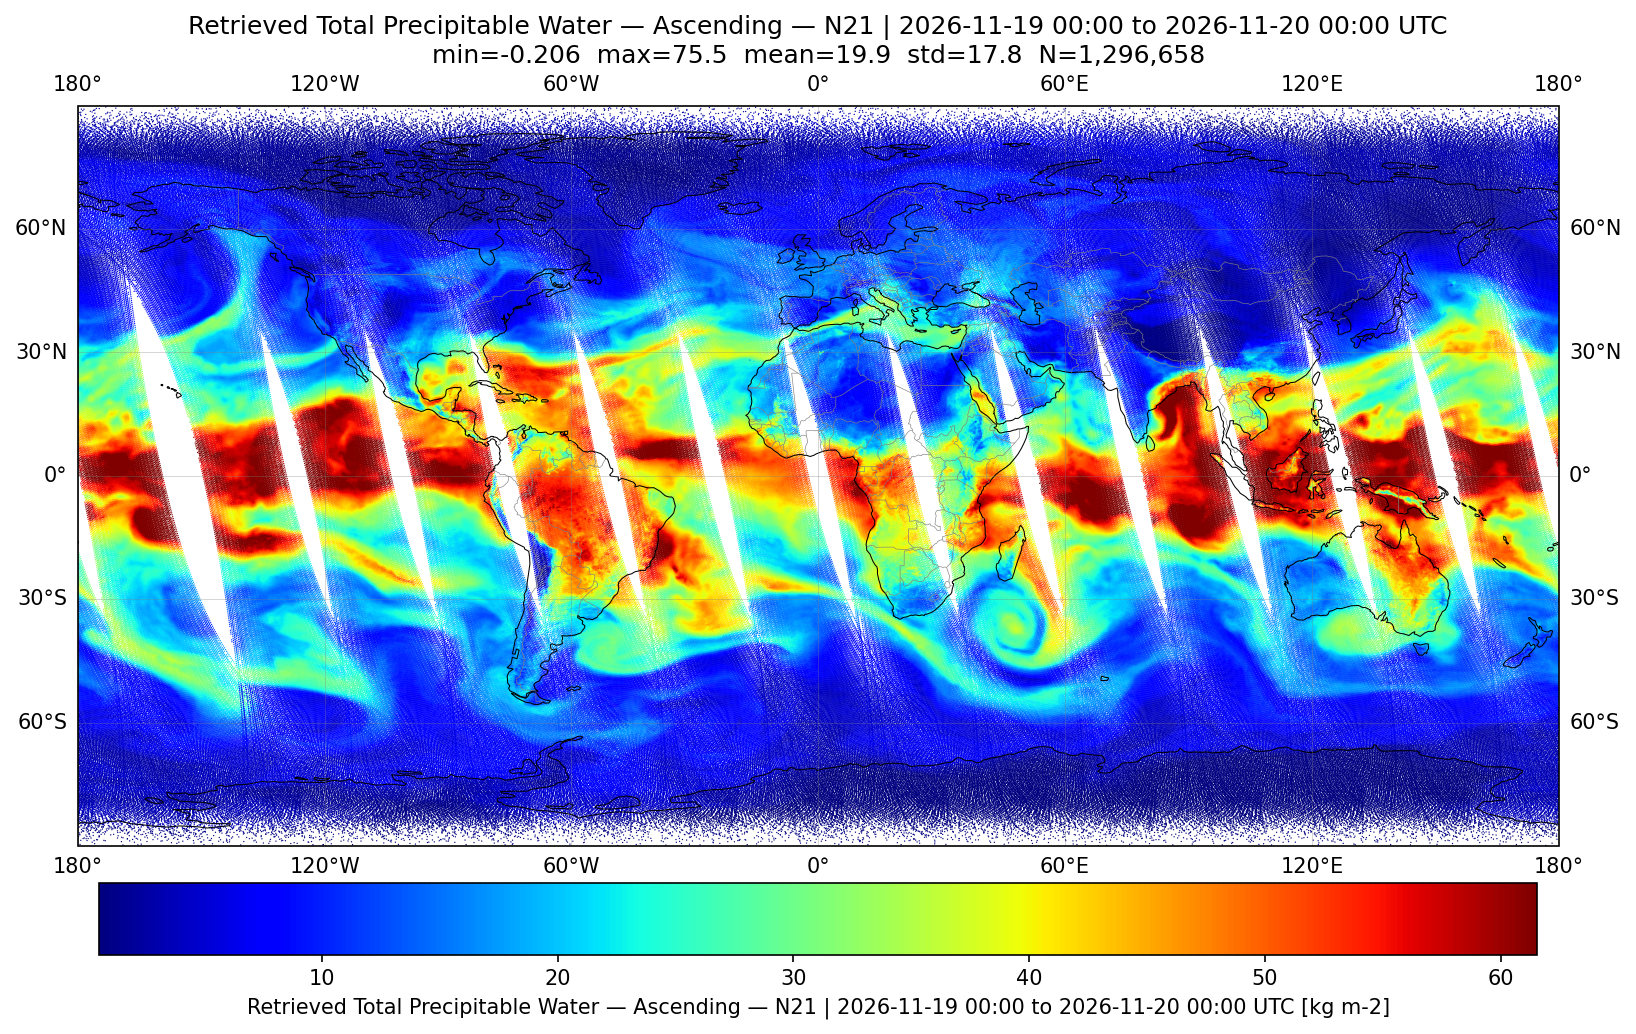 Retrieved Total Precipitable Water — Ascending — N21 | 2026-11-19 00:00 to 2026-11-20 00:00 UTC
min=-0.206  max=75.5  mean=19.9  std=17.8  N=1,296,658
180° 120°W 60°W 0° 60°E 120°E 180°
60°N 60°N
30°N 30°N
0° 0°
30°S 30°S
60°S 60°S
180° 120°W 60°W 0° 60°E 120°E 180°
10 20 30 40 50 60
Retrieved Total Precipitable Water — Ascending — N21 | 2026-11-19 00:00 to 2026-11-20 00:00 UTC [kg m-2]